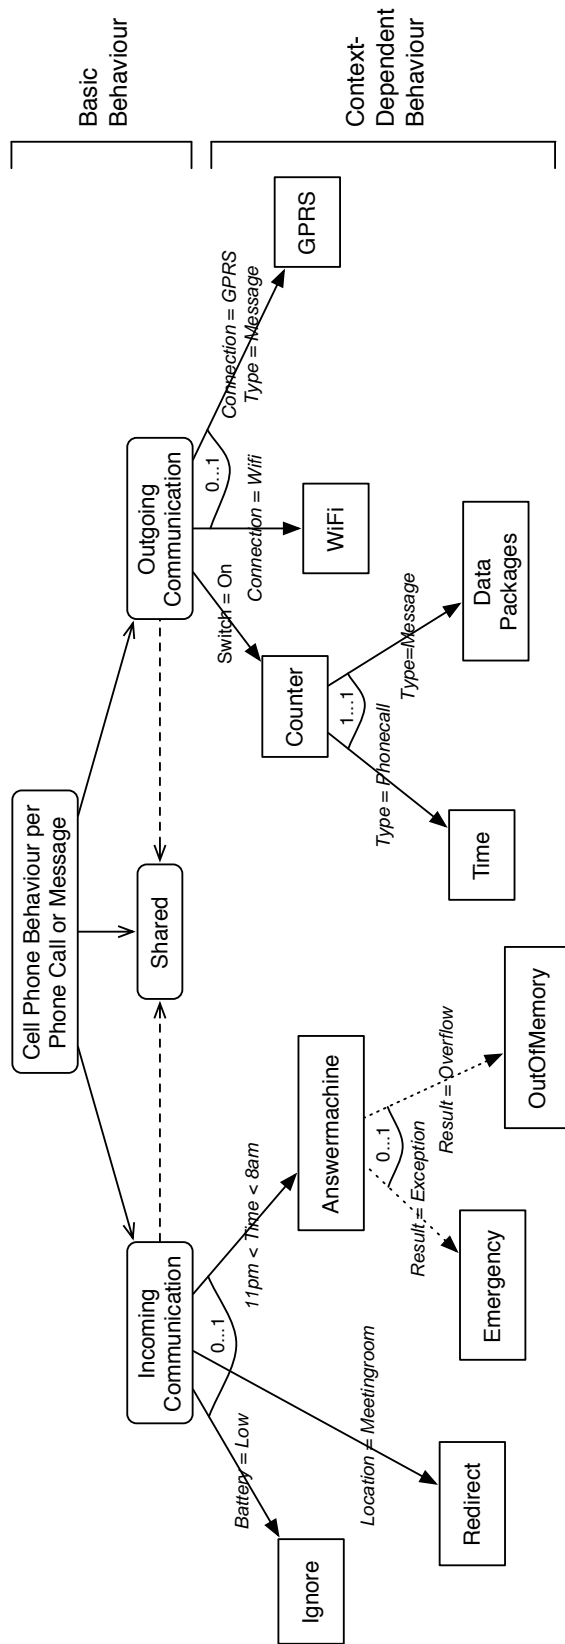 Cell Phone Behaviour per
Phone Call or Message
Basic
Behaviour
Incoming
Communication
Shared
Outgoing
Communication
Context-
Dependent
Behaviour
Battery = Low
0...1
11pm < Time < 8am
Switch = On
0...1
Connection = Wifi
Connection = GPRS
Type = Message
Ignore
Answermachine
Counter
WiFi
GPRS
Location = Meetingroom
Result = Exception
0...1
Result = Overflow
Type = Phonecall
1...1
Type=Message
Redirect
Emergency
OutOfMemory
Time
Data
Packages